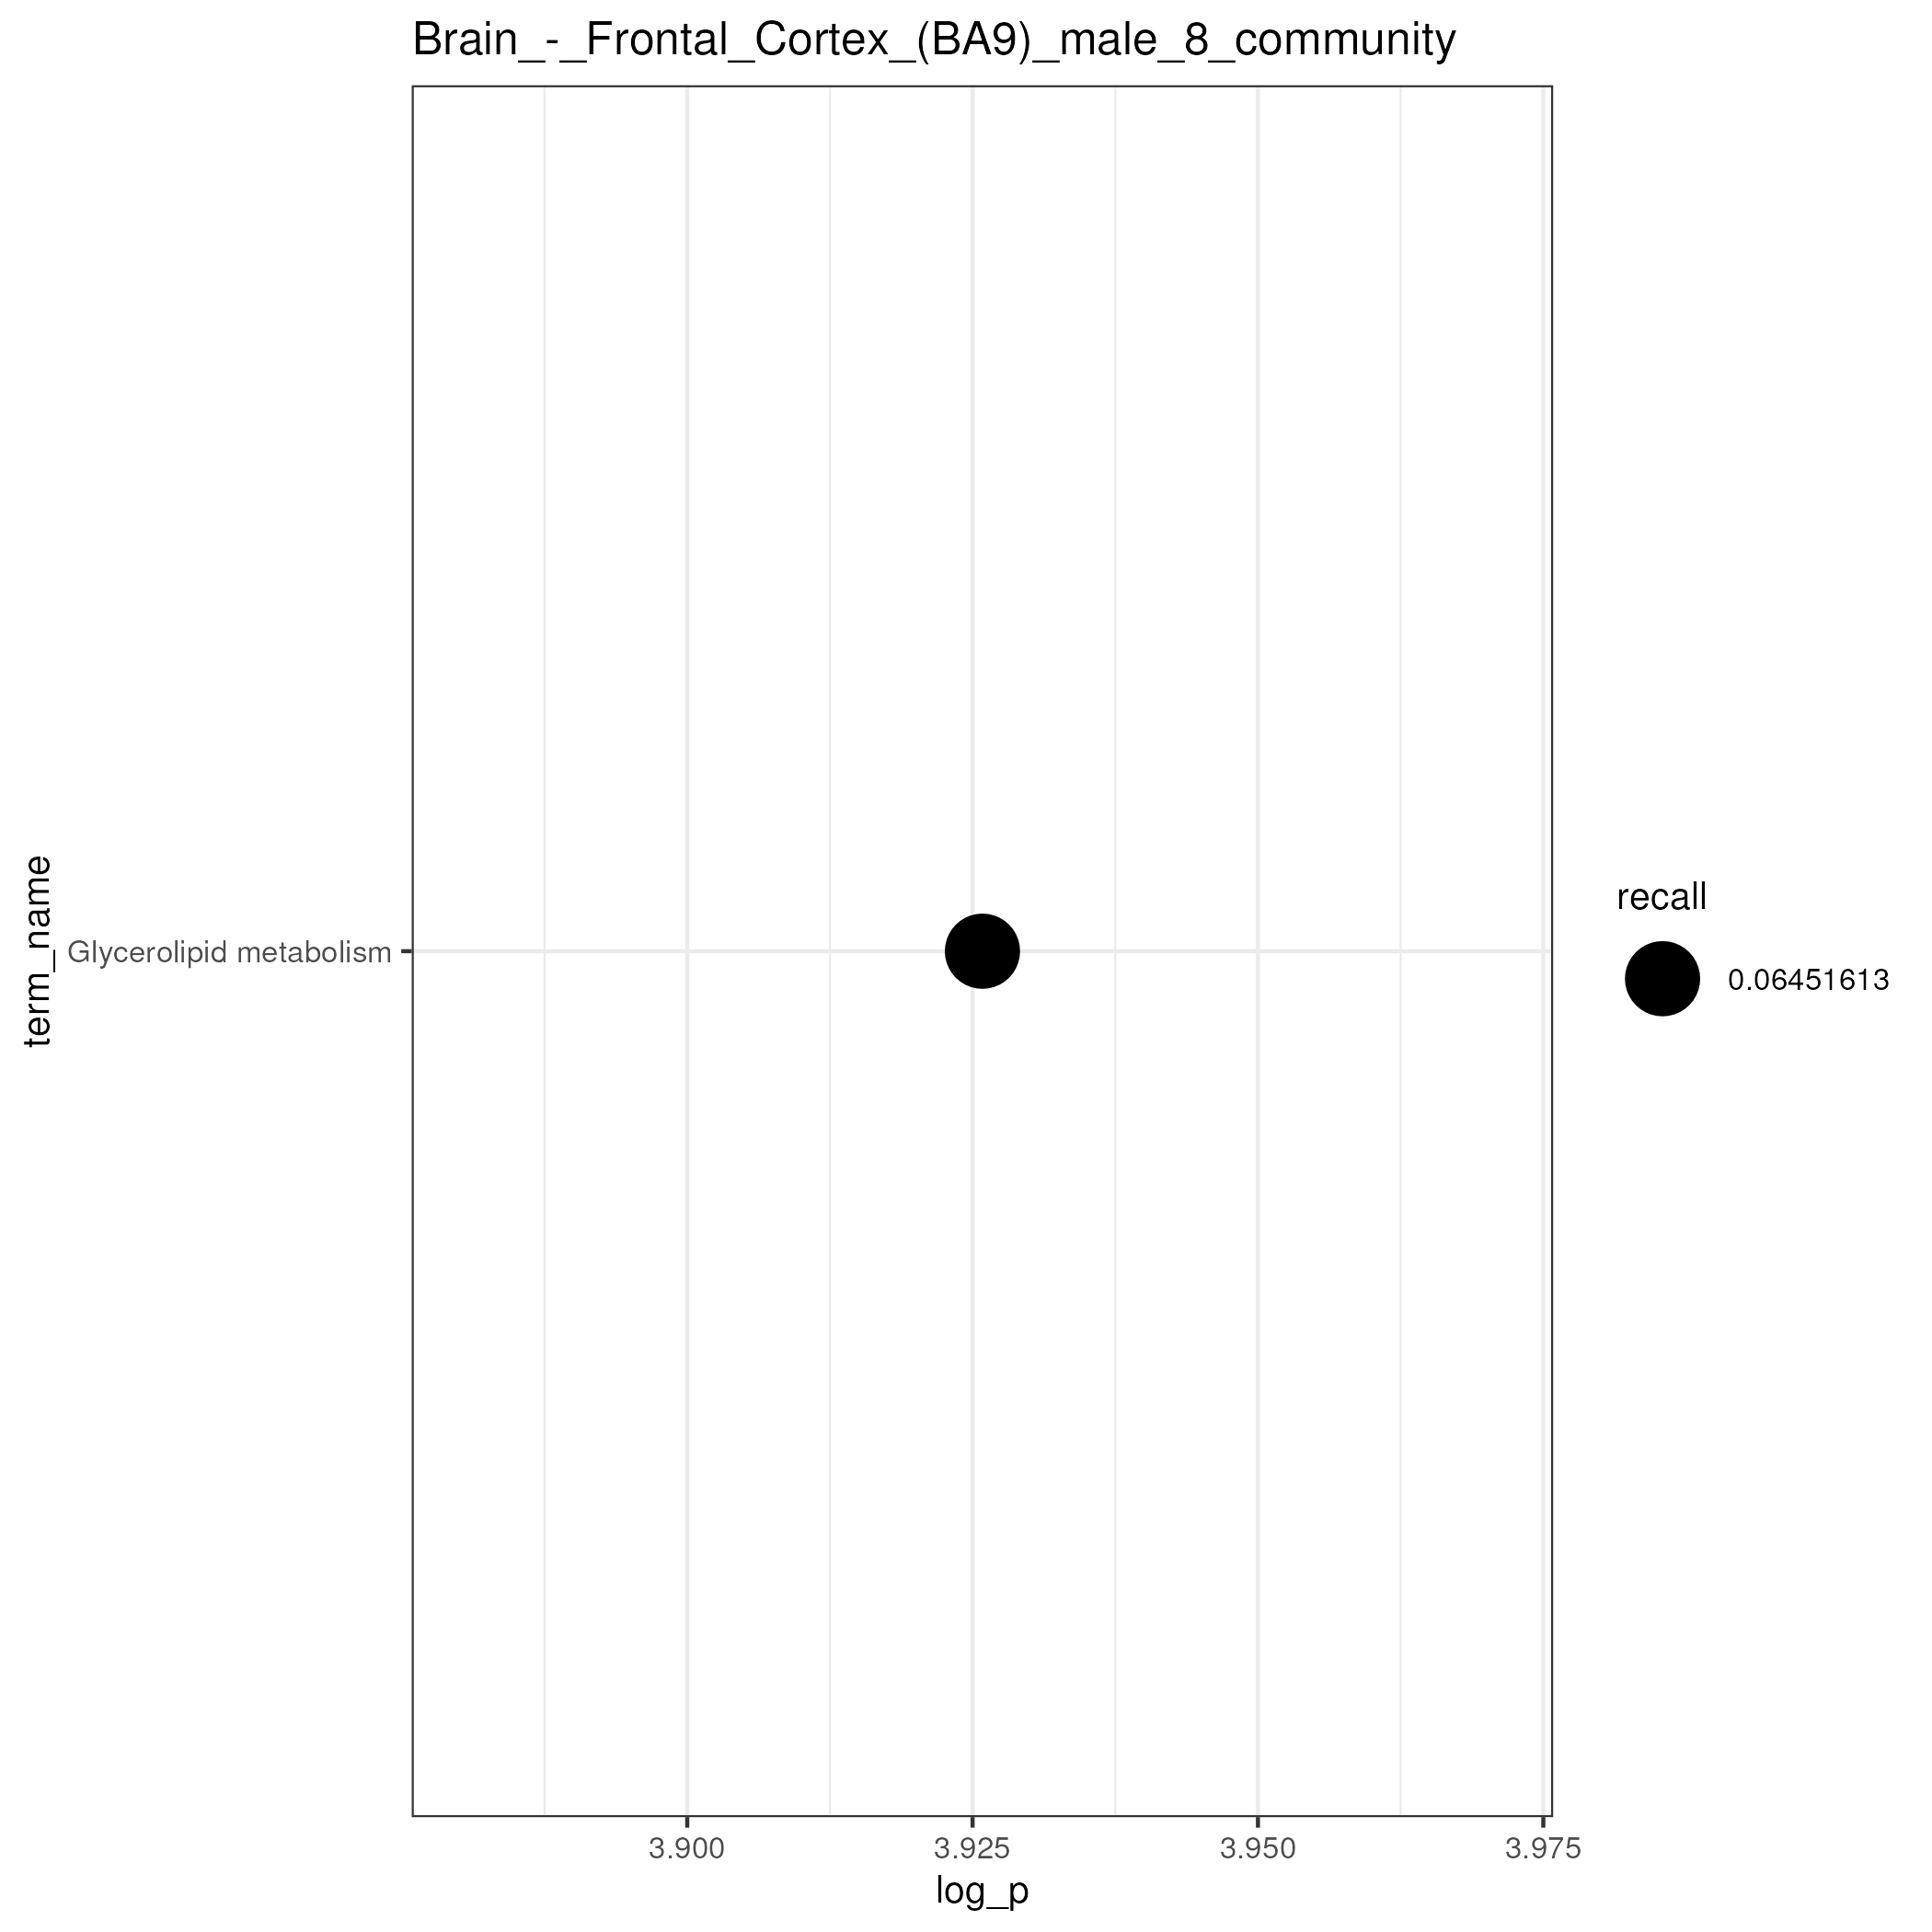 Brain_-_Frontal_Cortex_(BA9)_male_8_community
term_name
Glycerolipid metabolism
recall
0.06451613
3.900 3.925 3.950 3.975
log_p